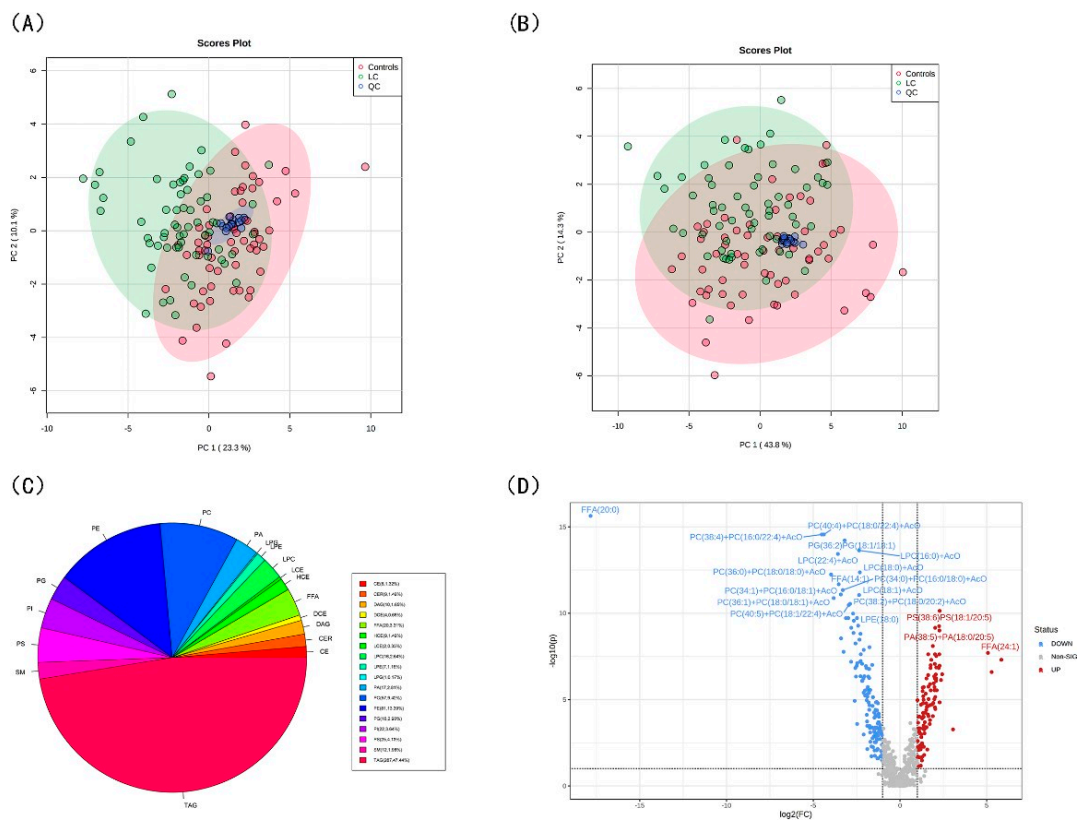 (A)
Scores Plot
Controls
LC
QC
6
4
2
0
-2
-4
-6
PC 2 ( 10.1 %)
-10
-5
0
5
10
PC 1 ( 23.3 %)
(B)
Scores Plot
Controls
LC
QC
6
4
2
0
-2
-4
-6
PC 2 ( 14.3 %)
-10
-5
0
5
10
PC 1 ( 43.8 %)
(C)
PC
PE
PA
LPG
LPE
LPC
LCE
HCE
PG
FFA
PI
DCE
DAG
PS
CER
SM
CE
TAG
(D)
FFA(20:0)
PC(40:4)+PC(18:0/22:4)+AcO
PC(38:4)+PC(16:0/22:4)+AcO
PG(36:2)PG(18:1/18:1)
LPC(16:0)+AcO
LPC(22:4)+AcO
LPC(18:0)+AcO
PC(36:0)+PC(18:0/18:0)+AcO
FFA(14:1)
PC(34:0)+PC(16:0/18:0)+AcO
PC(34:1)+PC(16:0/18:1)+AcO
LPC(18:1)+AcO
PC(36:1)+PC(18:0/18:1)+AcO
PC(38:2)+PC(18:0/20:2)+AcO
PC(40:5)+PC(18:1/22:4)+AcO
LPE(18:0)
PS(38:6)PS(18:1/20:5)
PA(38:5)+PA(18:0/20:5)
FFA(24:1)
Status
DOWN
Non-SIG
UP
15
10
5
0
-log10(p)
-15
-10
-5
0
5
log2(FC)